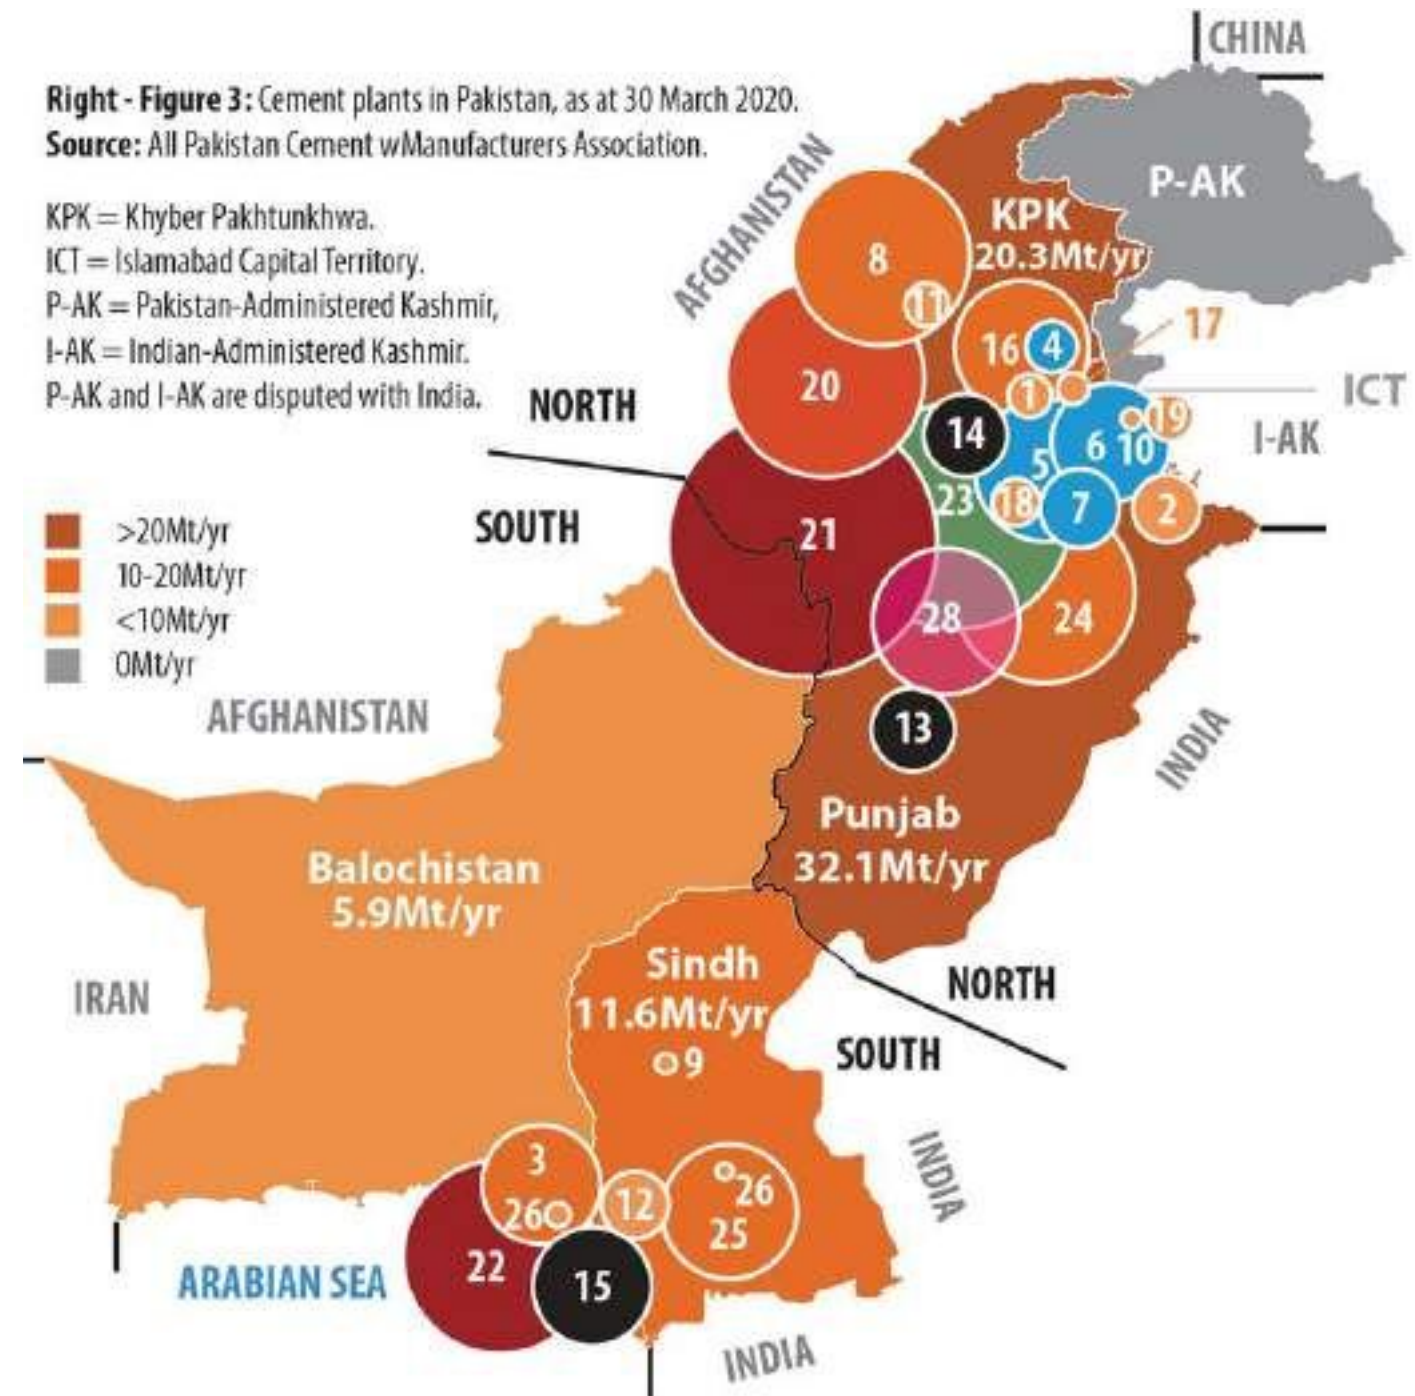 CHINA
Right - Figure 3: Cement plants in Pakistan, as at 30 March 2020.
Source: All Pakistan Cement wManufacturers Association.
KPK = Khyber Pakhtunkhwa.
ICT = Islamabad Capital Territory.
P-AK = Pakistan-Administered Kashmir,
I-AK = Indian-Administered Kashmir.
P-AK and I-AK are disputed with India.
AFGHANISTAN
P-AK
KPK
20.3Mt/yr
8
11
17
16
4
20
1
ICT
NORTH
14
19
I-AK
6
10
5
23
18
7
2
SOUTH
21
>20Mt/yr
10-20Mt/yr
<10Mt/yr
0Mt/yr
28
24
AFGHANISTAN
13
INDIA
Punjab
32.1Mt/yr
Balochistan
5.9Mt/yr
Sindh
11.6Mt/yr
9
IRAN
NORTH
SOUTH
3
26
12
26
25
INDIA
22
15
ARABIAN SEA
INDIA